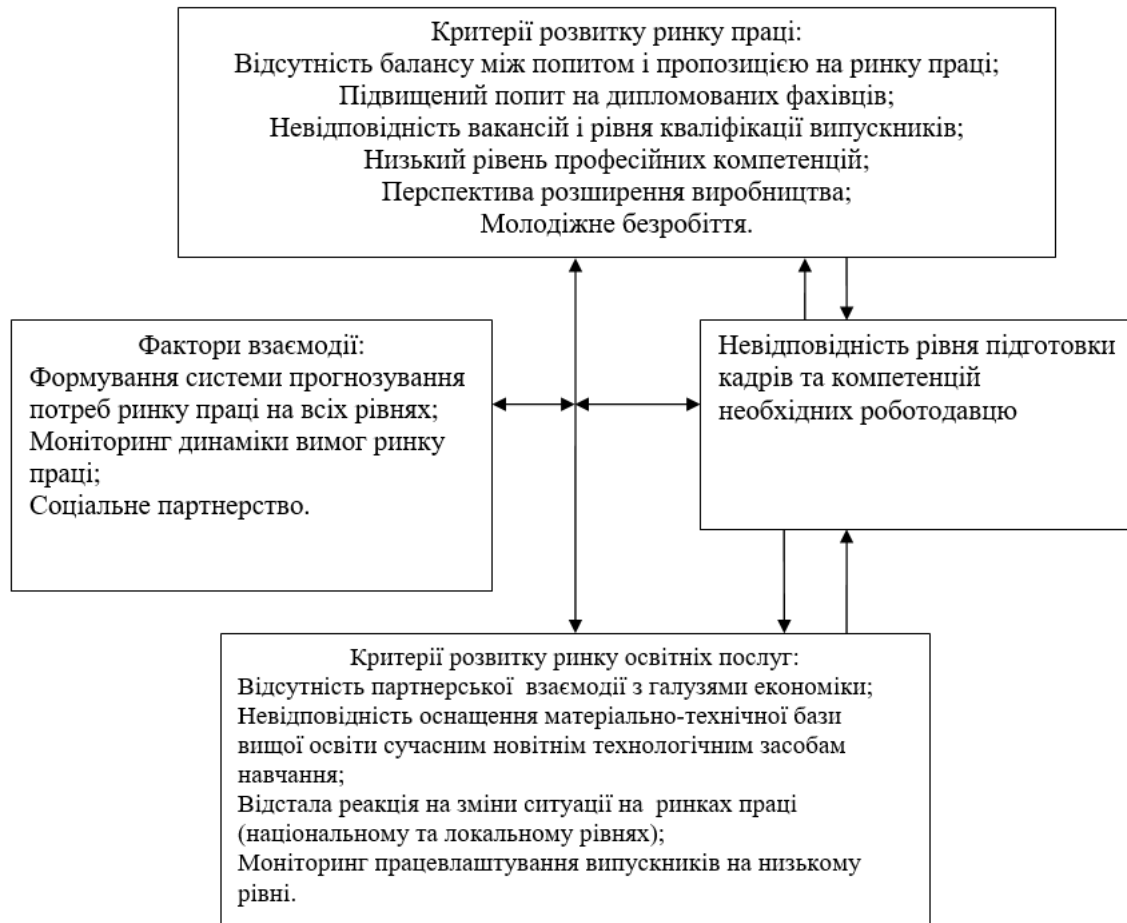 Критерії розвитку ринку праці:
Відсутність балансу між попитом і пропозицією на ринку праці;
Підвищений попит на дипломованих фахівців;
Невідповідність вакансій і рівня кваліфікації випускників;
Низький рівень професійних компетенцій;
Перспектива розширення виробництва;
Молодіжне безробіття.
Фактори взаємодії:
Формування системи прогнозування
потреб ринку праці на всіх рівнях;
Моніторинг динаміки вимог ринку
праці;
Соціальне партнерство.
Невідповідність рівня підготовки
кадрів та компетенцій
необхідних роботодавцю
Критерії розвитку ринку освітніх послуг:
Відсутність партнерської взаємодії з галузями економіки;
Невідповідність оснащення матеріально-технічної бази
вищої освіти сучасним новітнім технологічним засобам
навчання;
Відстала реакція на зміни ситуації на ринках праці
(національному та локальному рівнях);
Моніторинг працевлаштування випускників на низькому
рівні.